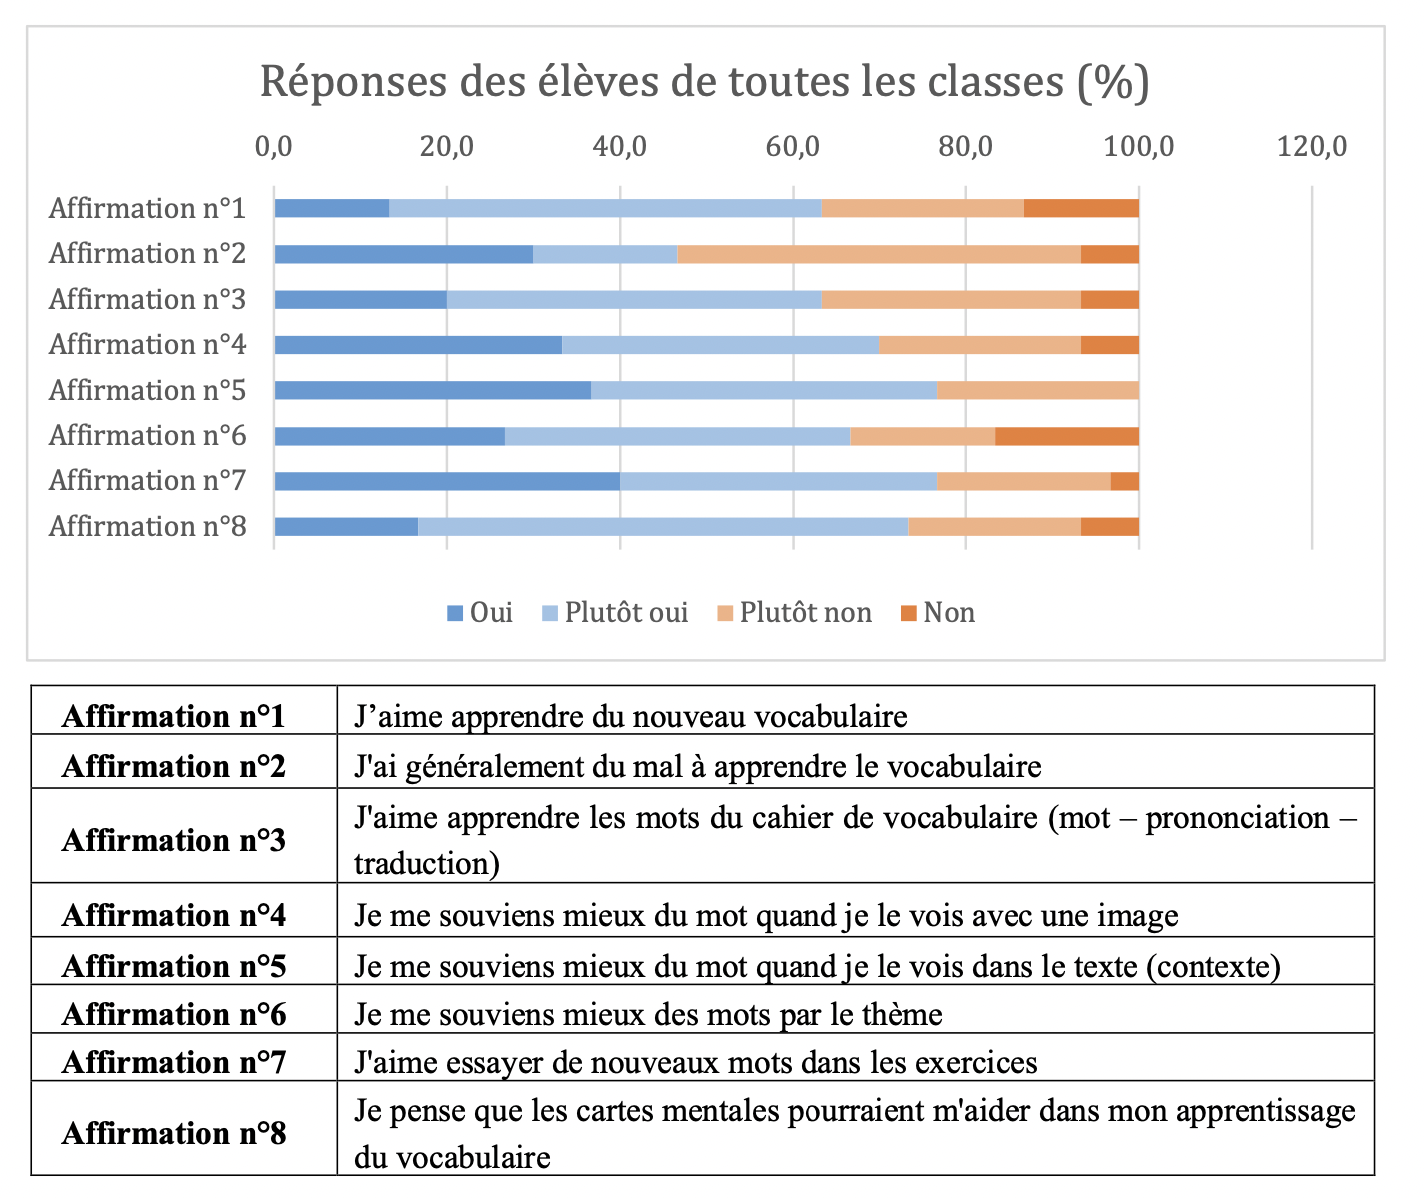 Réponses des élèves de toutes les classes (%)
0,0 20,0 40,0 60,0 80,0 100,0 120,0
Affirmation n°1
Affirmation n°2
Affirmation n°3
Affirmation n°4
Affirmation n°5
Affirmation n°6
Affirmation n°7
Affirmation n°8
Oui Plutôt oui Plutôt non Non
Affirmation n°1 J’aime apprendre du nouveau vocabulaire
Affirmation n°2 J'ai généralement du mal à apprendre le vocabulaire
Affirmation n°3 J'aime apprendre les mots du cahier de vocabulaire (mot – prononciation –
traduction)
Affirmation n°4 Je me souviens mieux du mot quand je le vois avec une image
Affirmation n°5 Je me souviens mieux du mot quand je le vois dans le texte (contexte)
Affirmation n°6 Je me souviens mieux des mots par le thème
Affirmation n°7 J'aime essayer de nouveaux mots dans les exercices
Affirmation n°8 Je pense que les cartes mentales pourraient m'aider dans mon apprentissage
du vocabulaire